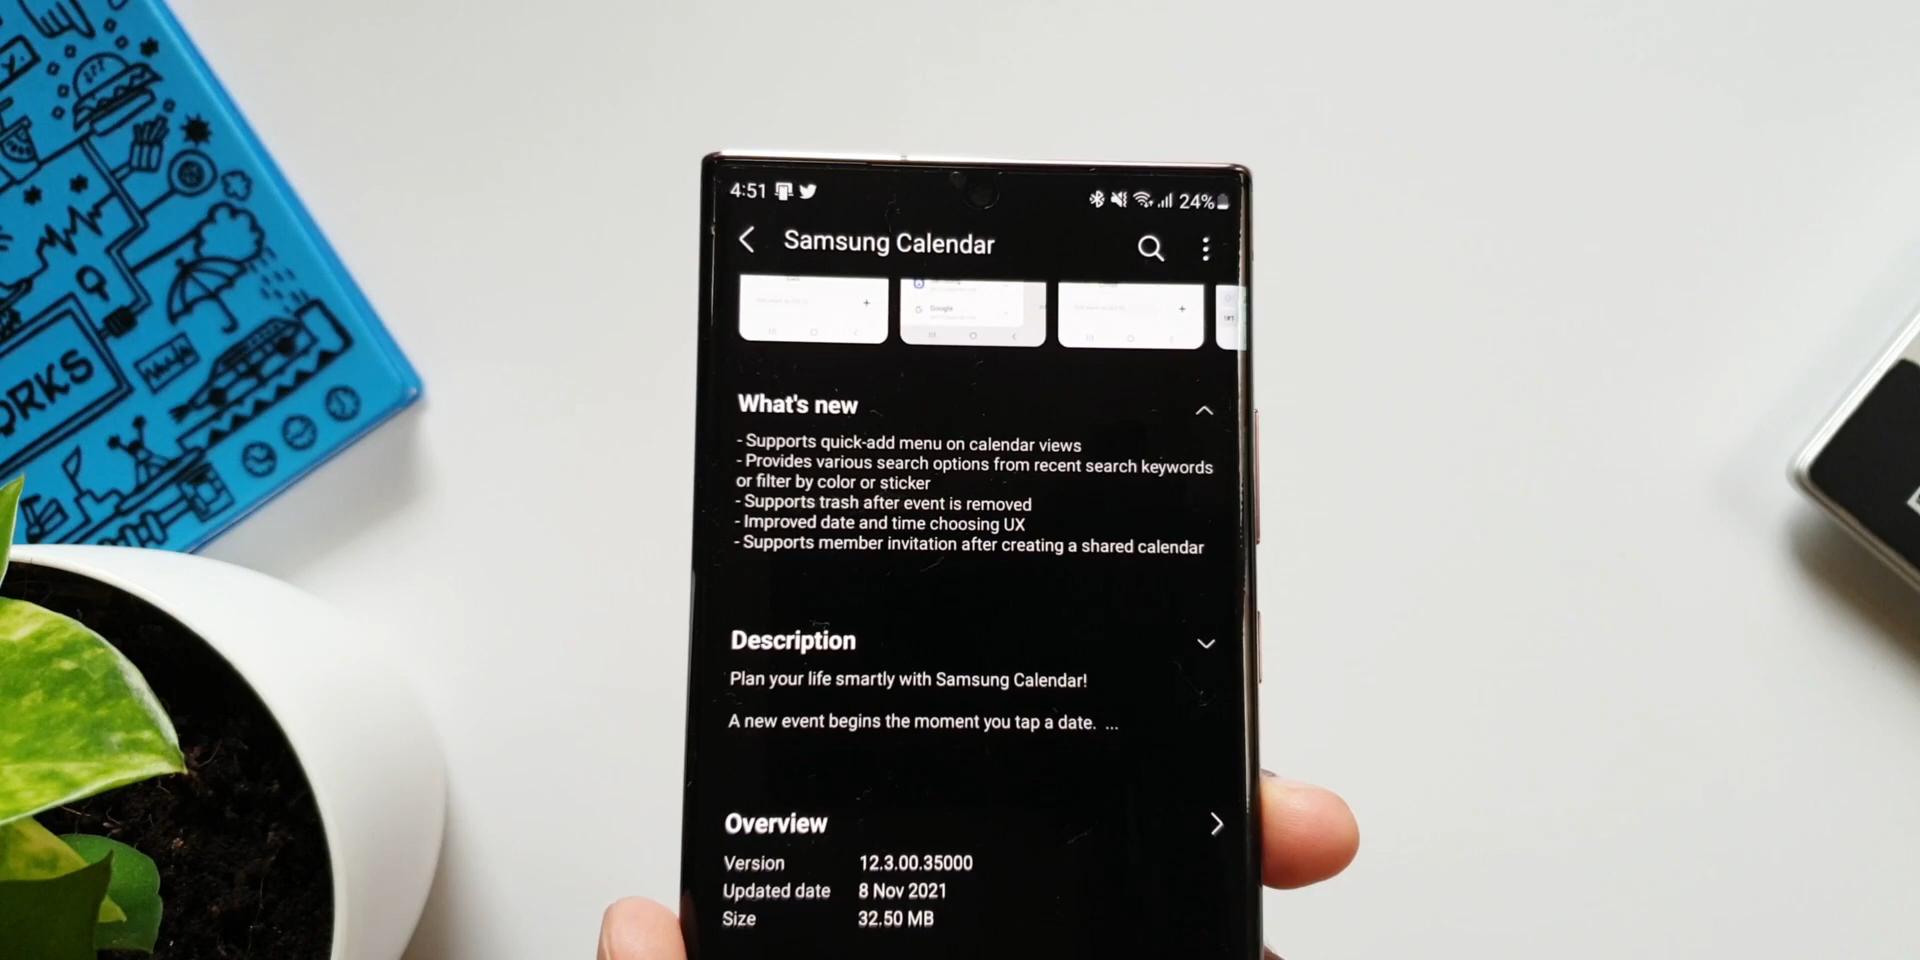 ORKS
4:51
24%
Samsung Calendar
Google
What's new
- Supports quick-add menu on calendar views
- Provides various search options from recent search keywords
or filter by color or sticker
- Supports trash after event is removed
- Improved date and time choosing UX
- Supports member invitation after creating a shared calendar
Description
Plan your life smartly with Samsung Calendar!
A new event begins the moment you tap a date. ...
Overview
Version 12.3.00.35000
Updated date 8 Nov 2021
Size 32.50 MB